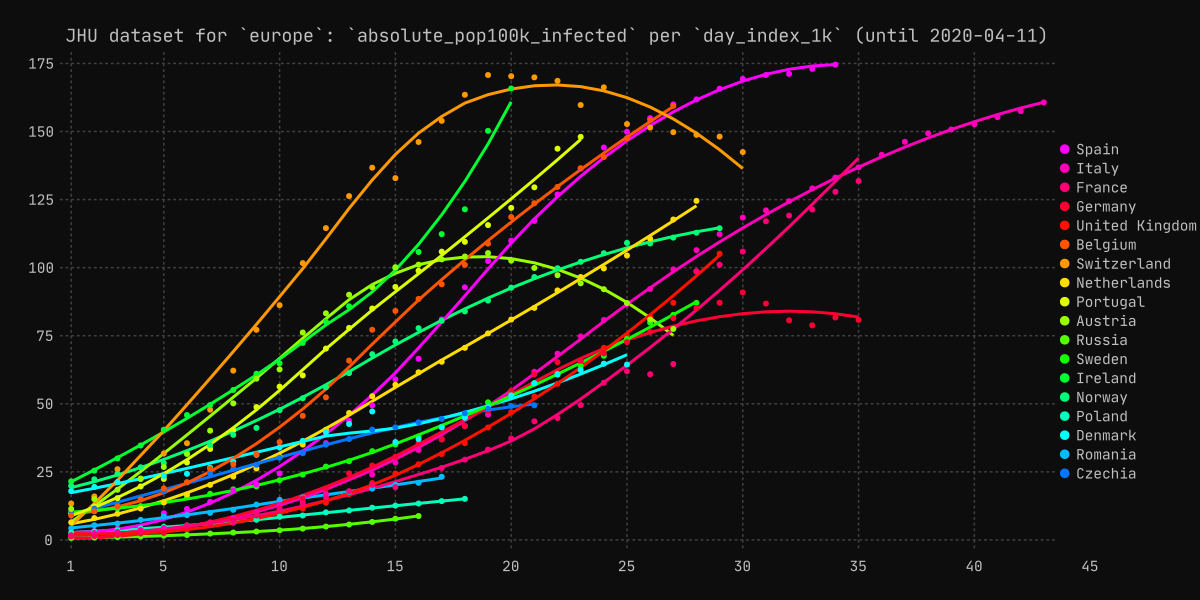 JHU dataset for `europe`: `absolute_pop100k_infected` per `day_index_1k` (until 2020-04-11)
175
150
125
100
75
50
25
0
1 5 10 15 20 25 30 35 40 45
Spain
Italy
France
Germany
United Kingdom
Belgium
Switzerland
Netherlands
Portugal
Austria
Russia
Sweden
Ireland
Norway
Poland
Denmark
Romania
Czechia